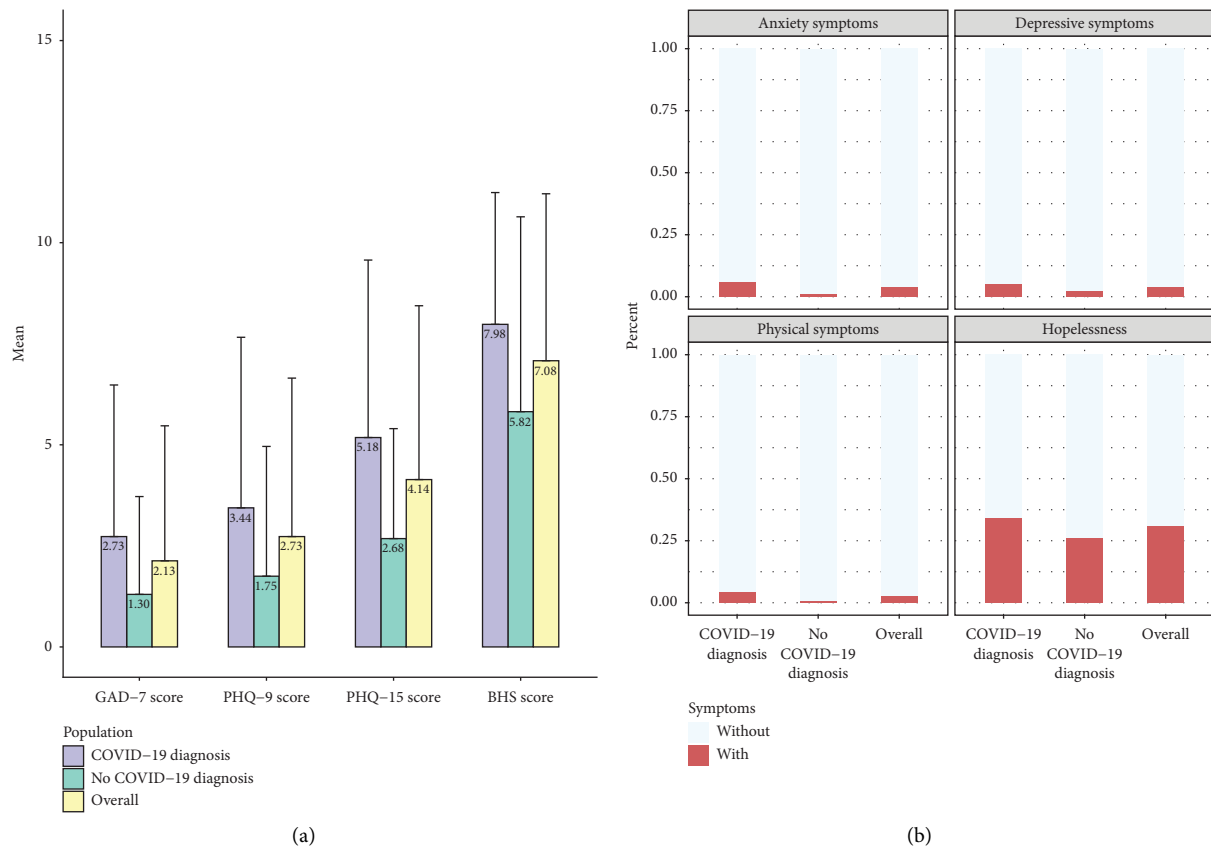 15
10
5
0
Mean
2.73
1.30
2.13
3.44
1.75
2.73
5.18
2.68
4.14
7.98
5.82
7.08
GAD−7 score
PHQ−9 score
PHQ−15 score
BHS score
Population
COVID−19 diagnosis
No COVID−19 diagnosis
Overall
(a)
Anxiety symptoms
Depressive symptoms
1.00
0.75
0.50
0.25
0.00
Percent
Physical symptoms
Hopelessness
1.00
0.75
0.50
0.25
0.00
COVID−19
diagnosis
No
COVID−19
diagnosis
Overall
COVID−19
diagnosis
No
COVID−19
diagnosis
Overall
Symptoms
Without
With
(b)